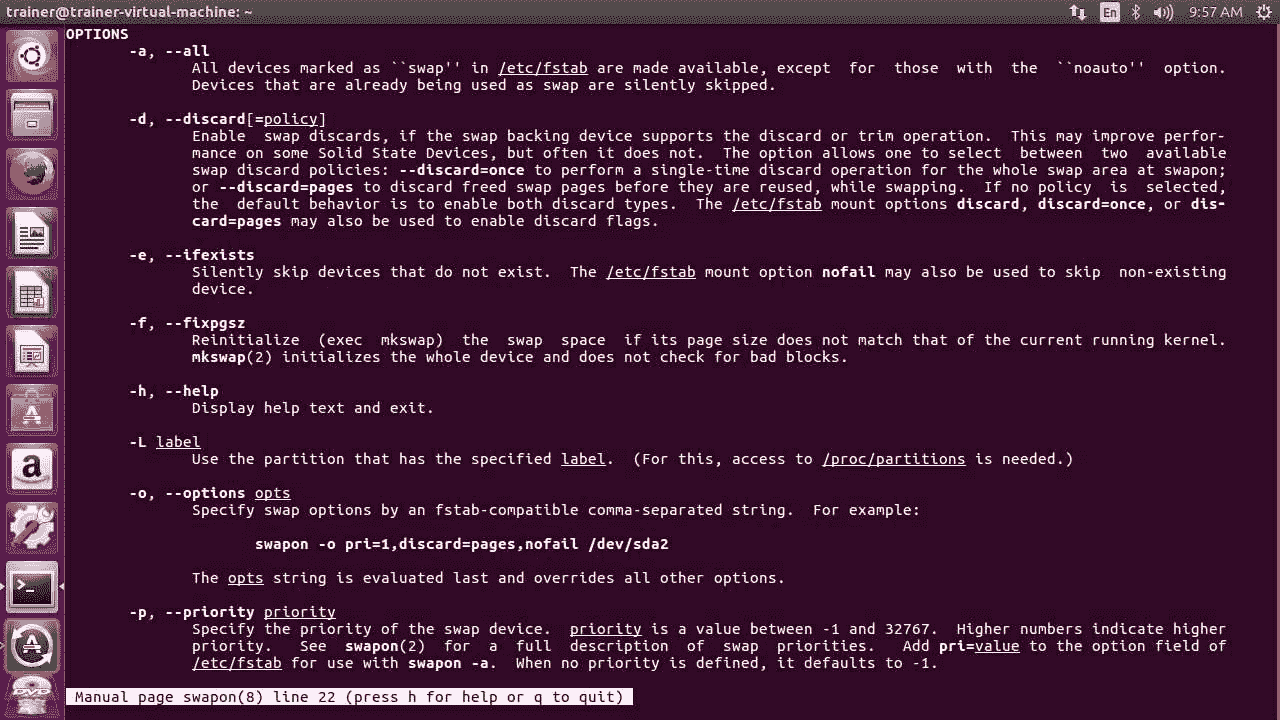 trainer@trainer-virtual-machine: ~
En
9:57 AM
OPTIONS
-a, --all
All devices marked as ``swap'' in /etc/fstab are made available, except for those with the ``noauto'' option.
Devices that are already being used as swap are silently skipped.
-d, --discard[=policy]
Enable swap discards, if the swap backing device supports the discard or trim operation. This may improve perfor-
mance on some Solid State Devices, but often it does not. The option allows one to select between two available
swap discard policies: --discard=once to perform a single-time discard operation for the whole swap area at swapon;
or --discard=pages to discard freed swap pages before they are reused, while swapping. If no policy is selected,
the default behavior is to enable both discard types. The /etc/fstab mount options discard, discard=once, or dis-
card=pages may also be used to enable discard flags.
-e, --ifexists
Silently skip devices that do not exist. The /etc/fstab mount option nofail may also be used to skip non-existing
device.
-f, --fixpgsz
Reinitialize (exec mkswap) the swap space if its page size does not match that of the current running kernel.
mkswap(2) initializes the whole device and does not check for bad blocks.
-h, --help
Display help text and exit.
-L label
Use the partition that has the specified label. (For this, access to /proc/partitions is needed.)
-o, --options opts
Specify swap options by an fstab-compatible comma-separated string. For example:
swapon -o pri=1,discard=pages,nofail /dev/sda2
The opts string is evaluated last and overrides all other options.
-p, --priority priority
Specify the priority of the swap device. priority is a value between -1 and 32767. Higher numbers indicate higher
priority. See swapon(2) for a full description of swap priorities. Add pri=value to the option field of
/etc/fstab for use with swapon -a. When no priority is defined, it defaults to -1.
Manual page swapon(8) line 22 (press h for help or q to quit)